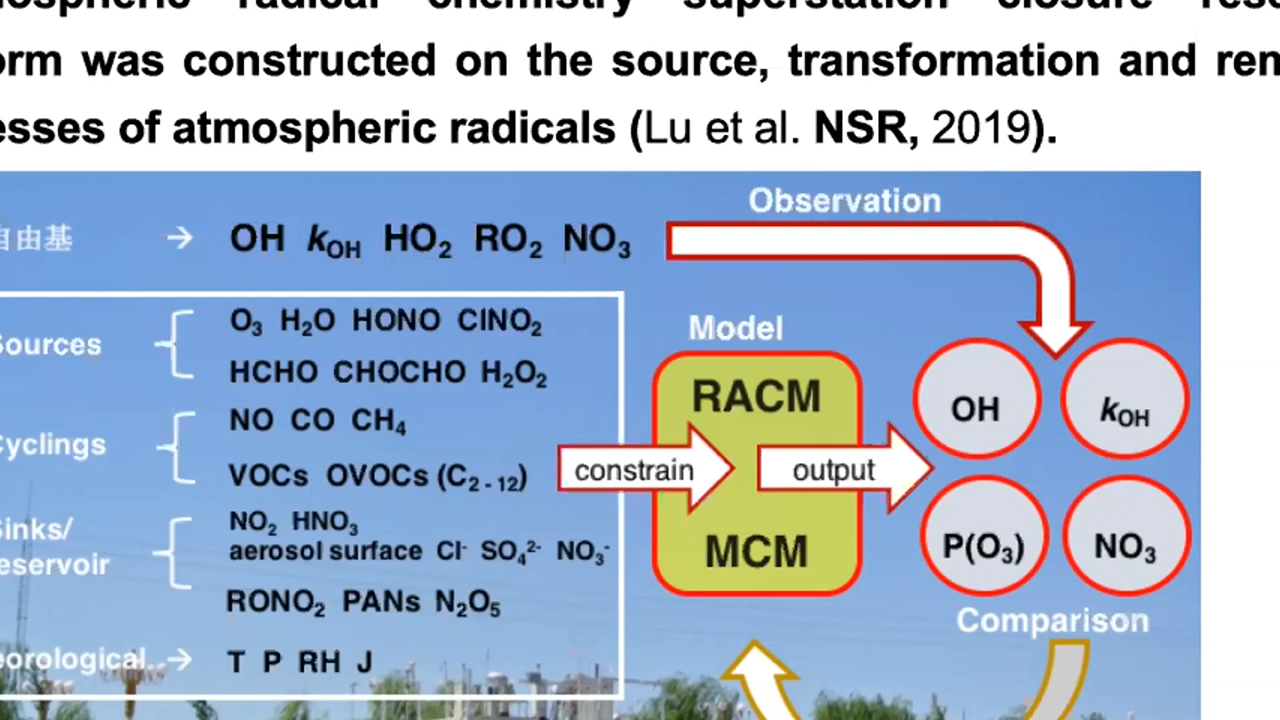 superstation closure
orm was constructed on the source, transformation and
esses of atmospheric radicals (Lu et al. NSR, 2019).
Observation
自由基 → OH kOH HO₂ RO₂ NO₃
O₃ H₂O HONO ClNO₂
Model
Sources
HCHO CHOCHO H₂O₂
RACM
NO CO CH₄
OH
kOH
Cyclings
VOCs OVOCs (C₂₋₁₂)
constrain
output
NO₂ HNO₃
Sinks/
aerosol surface Cl⁻ SO₄²⁻ NO₃⁻
MCM
P(O₃)
NO₃
eservoir
RONO₂ PANs N₂O₅
Comparison
eorological → T P RH J